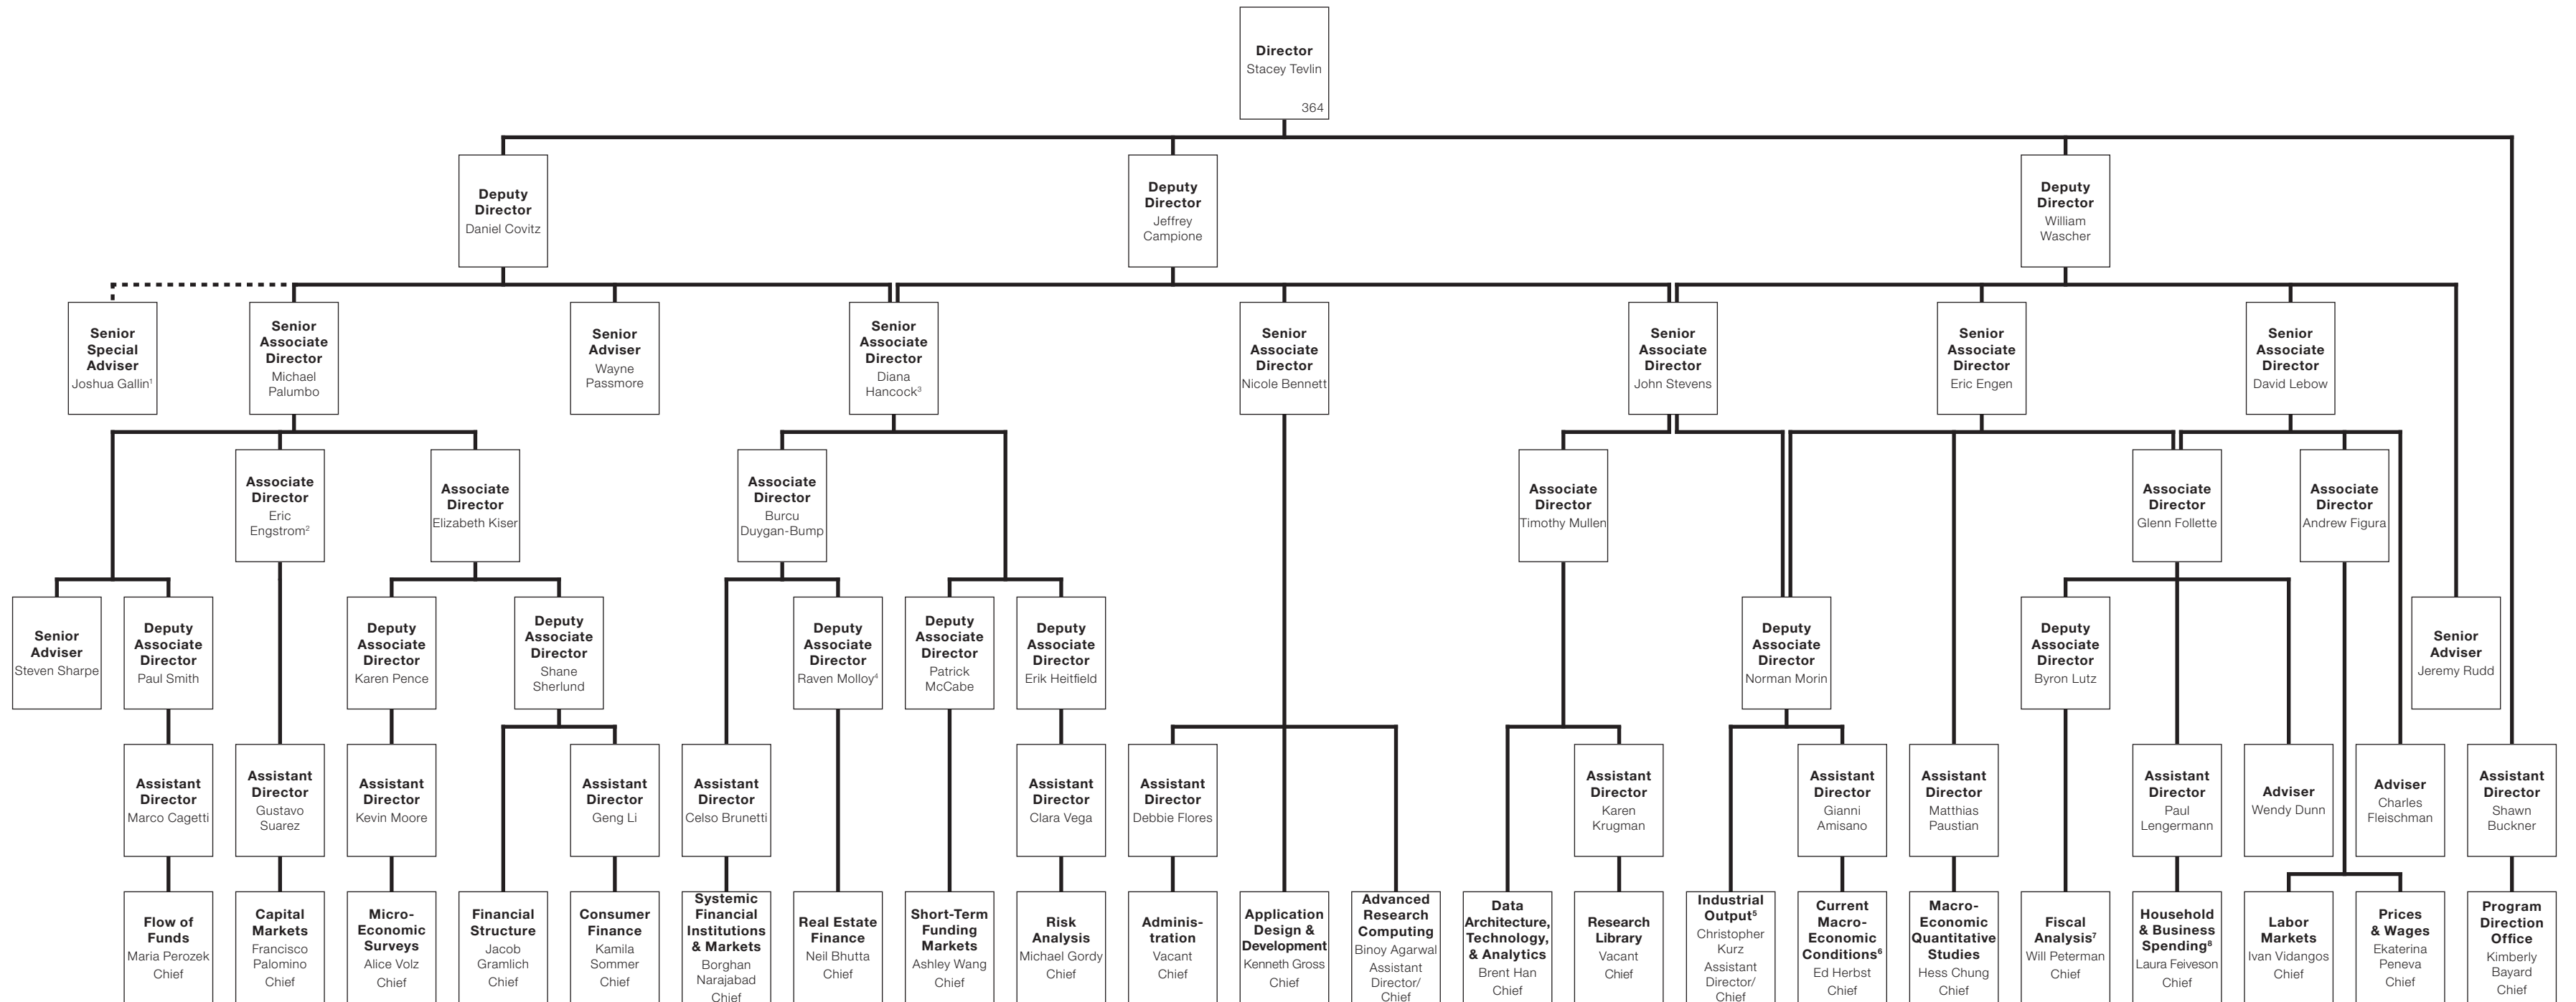 Director
Stacey Tevlin
364
Deputy
Director
Daniel Covitz
Deputy
Director
Jeffrey
Campione
Deputy
Director
William
Wascher
Senior
Special
Adviser
Joshua Gallin1
Senior
Associate
Director
Michael
Palumbo
Senior
Adviser
Wayne
Passmore
Senior
Associate
Director
Diana
Hancock3
Senior
Associate
Director
Nicole Bennett
Senior
Associate
Director
John Stevens
Senior
Associate
Director
Eric Engen
Senior
Associate
Director
David Lebow
Associate
Director
Eric
Engstrom2
Associate
Director
Elizabeth Kiser
Associate
Director
Burcu
Duygan-Bump
Associate
Director
Timothy Mullen
Associate
Director
Glenn Follette
Associate
Director
Andrew Figura
Senior
Adviser
Steven Sharpe
Deputy
Associate
Director
Paul Smith
Deputy
Associate
Director
Karen Pence
Deputy
Associate
Director
Shane
Sherlund
Deputy
Associate
Director
Raven Molloy4
Deputy
Associate
Director
Patrick
McCabe
Deputy
Associate
Director
Erik Heitfield
Deputy
Associate
Director
Norman Morin
Deputy
Associate
Director
Byron Lutz
Senior
Adviser
Jeremy Rudd
Assistant
Director
Marco Cagetti
Assistant
Director
Gustavo
Suarez
Assistant
Director
Kevin Moore
Assistant
Director
Geng Li
Assistant
Director
Celso Brunetti
Assistant
Director
Clara Vega
Assistant
Director
Debbie Flores
Assistant
Director
Karen
Krugman
Assistant
Director
Gianni
Amisano
Assistant
Director
Matthias
Paustian
Assistant
Director
Paul
Lengermann
Adviser
Wendy Dunn
Adviser
Charles
Fleischman
Assistant
Director
Shawn
Buckner
Flow of
Funds
Maria Perozek
Chief
Capital
Markets
Francisco
Palomino
Chief
Micro-
Economic
Surveys
Alice Volz
Chief
Financial
Structure
Jacob
Gramlich
Chief
Consumer
Finance
Kamila
Sommer
Chief
Systemic
Financial
Institutions
& Markets
Borghan
Narajabad
Chief
Real Estate
Finance
Neil Bhutta
Chief
Short-Term
Funding
Markets
Ashley Wang
Chief
Risk
Analysis
Michael Gordy
Chief
Adminis-
tration
Vacant
Chief
Application
Design &
Development
Kenneth Gross
Chief
Advanced
Research
Computing
Binoy Agarwal
Assistant
Director/
Chief
Data
Architecture,
Technology,
& Analytics
Brent Han
Chief
Research
Library
Vacant
Chief
Industrial
Output5
Christopher
Kurz
Assistant
Director/
Chief
Current
Macro-
Economic
Conditions6
Ed Herbst
Chief
Macro-
Economic
Quantitative
Studies
Hess Chung
Chief
Fiscal
Analysis7
Will Peterman
Chief
Household
& Business
Spending8
Laura Feiveson
Chief
Labor
Markets
Ivan Vidangos
Chief
Prices
& Wages
Ekaterina
Peneva
Chief
Program
Direction
Office
Kimberly
Bayard
Chief